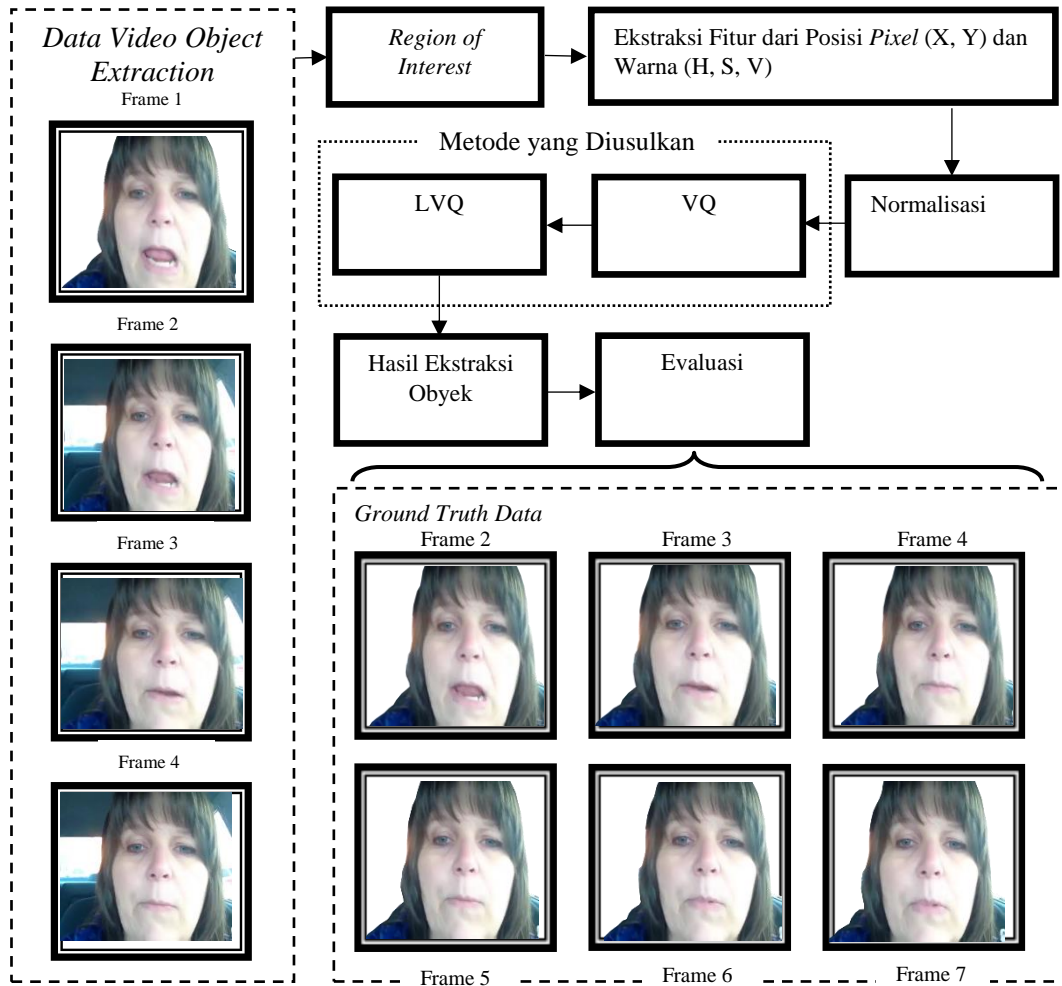 Data Video Object
Extraction
Frame 1
Frame 2
Frame 3
Frame 4
Region of
Interest
Ekstraksi Fitur dari Posisi Pixel (X, Y) dan
Warna (H, S, V)
Metode yang Diusulkan
LVQ
VQ
Normalisasi
Hasil Ekstraksi
Obyek
Evaluasi
Ground Truth Data
Frame 2
Frame 3
Frame 4
Frame 5
Frame 6
Frame 7